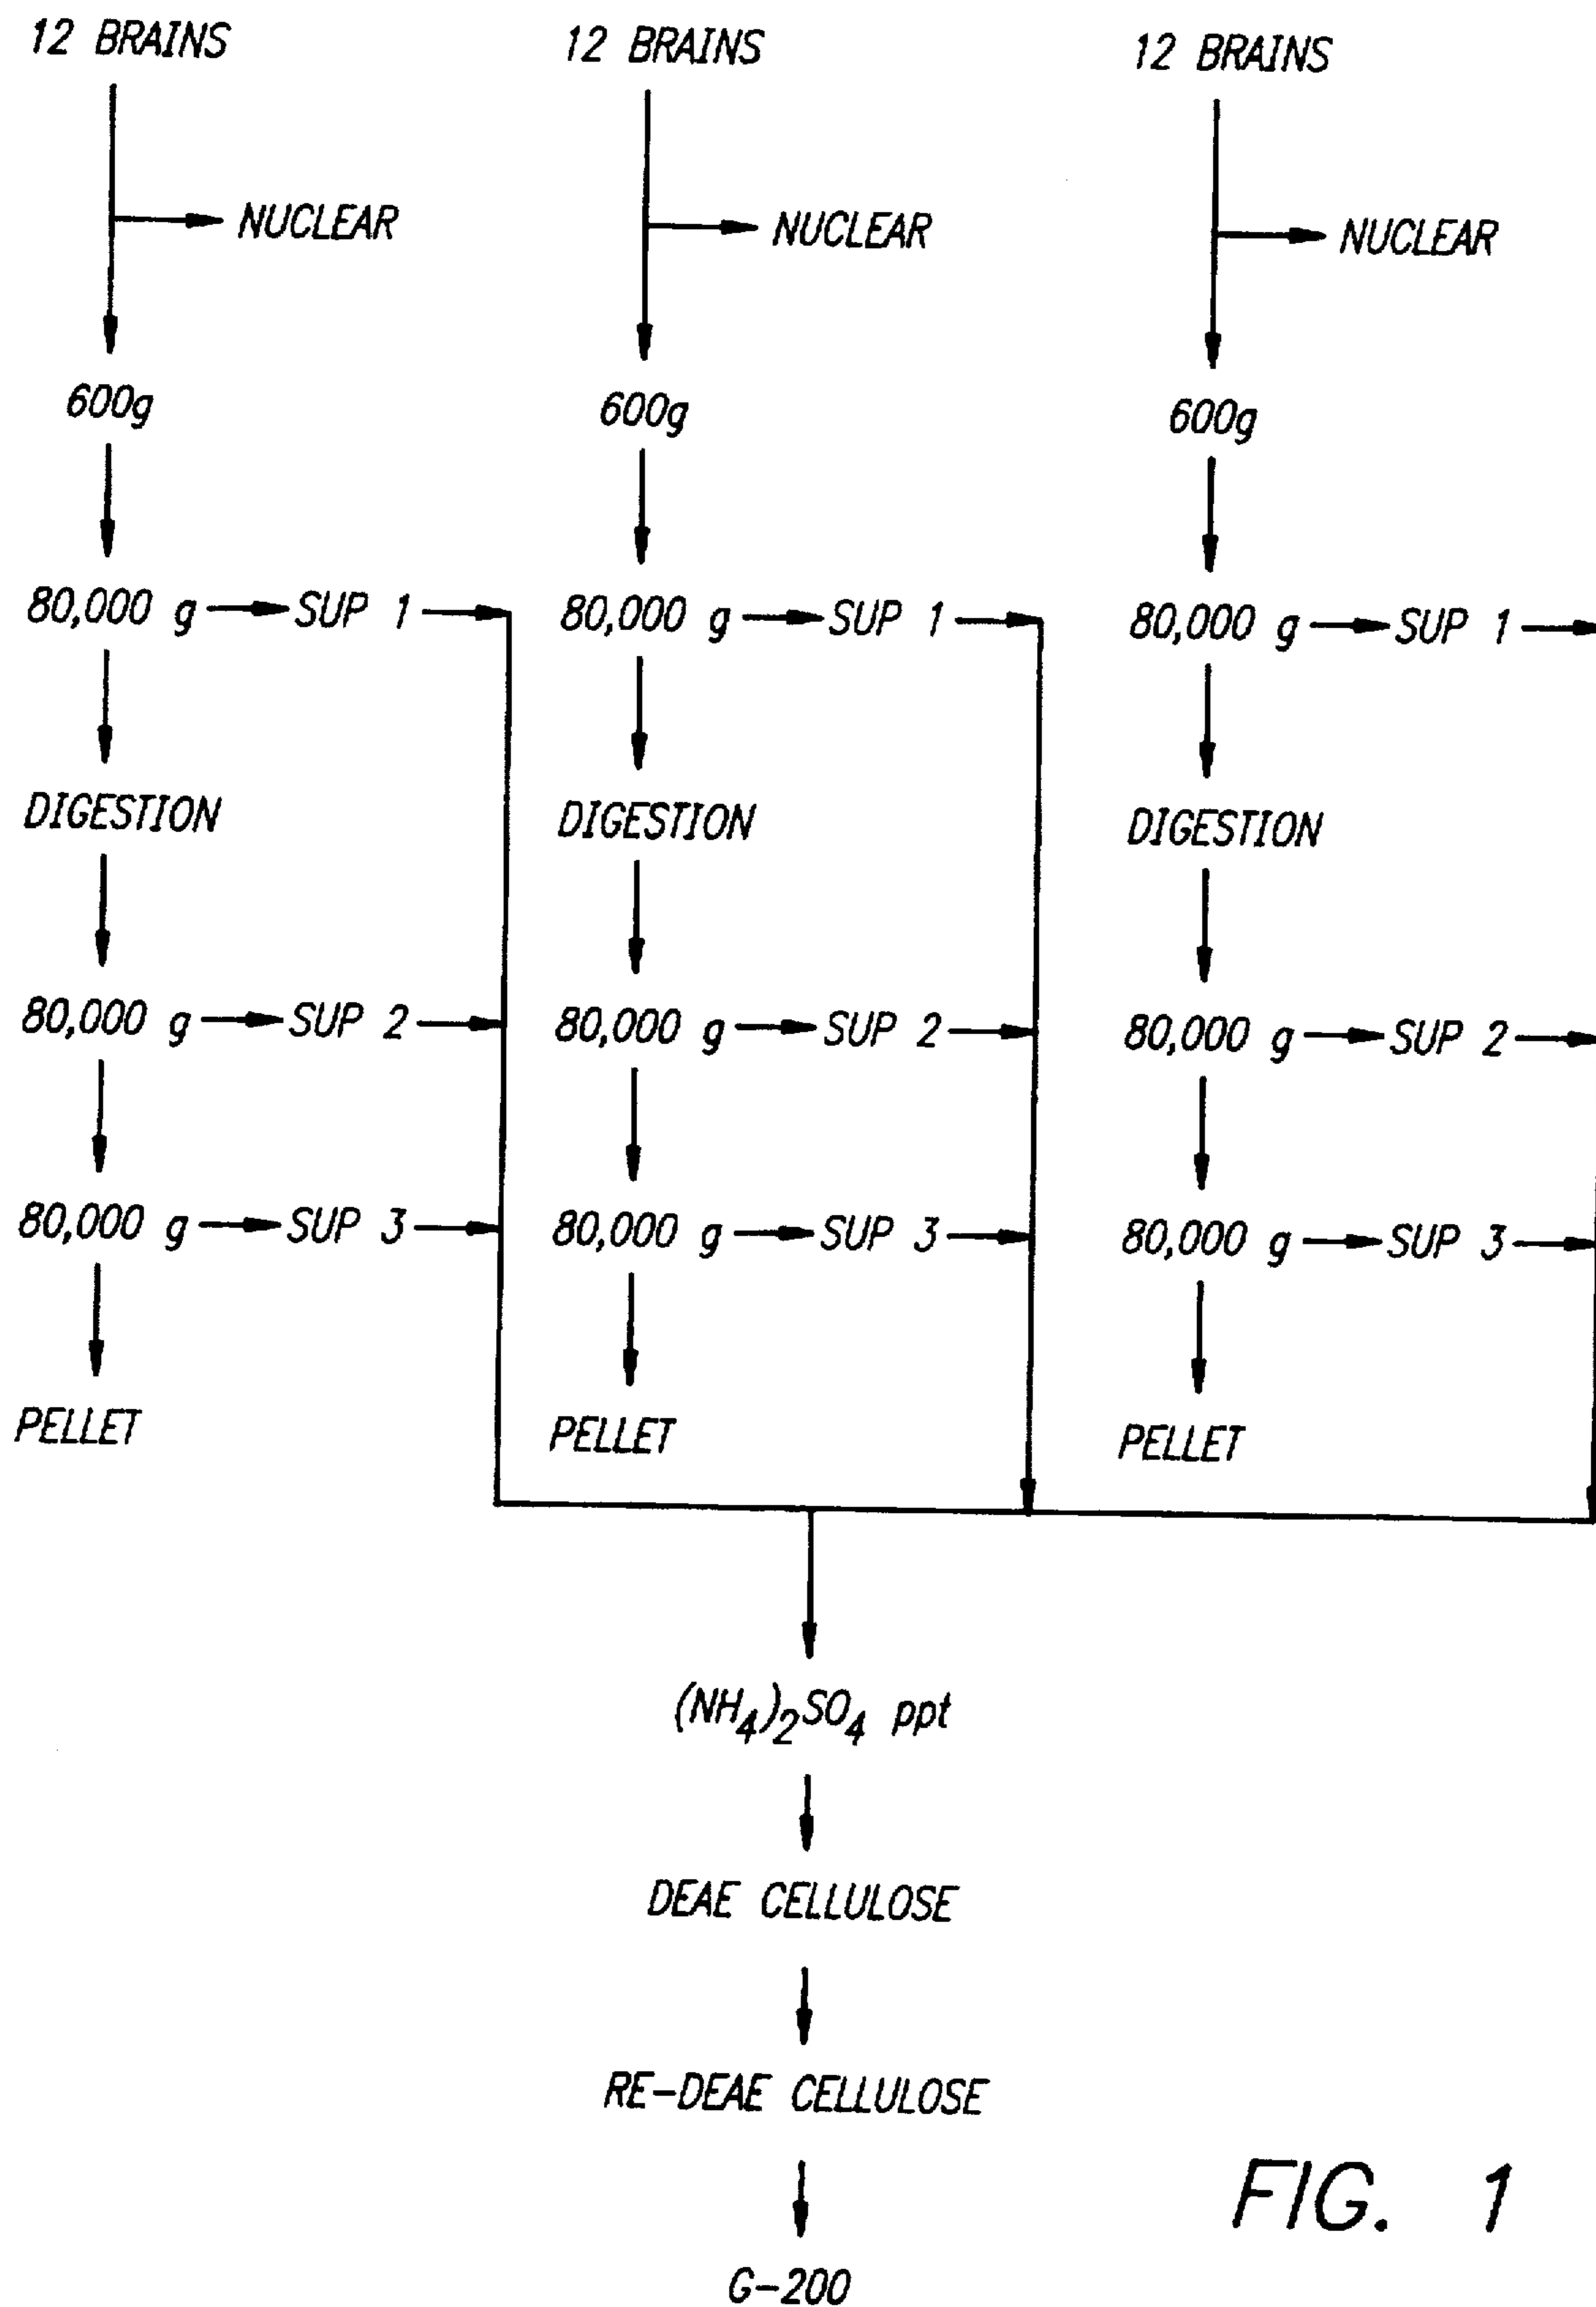 12 BRAINS 12 BRAINS 12 BRAINS
NUCLEAR NUCLEAR NUCLEAR
600g 600g 600g
80,000 g SUP 1 80,000 g SUP 1 80,000 g SUP 1
DIGESTION DIGESTION DIGESTION
80,000 g SUP 2 80,000 g SUP 2 80,000 g SUP 2
80,000 g SUP 3 80,000 g SUP 3 80,000 g SUP 3
PELLET PELLET PELLET
(NH₄)₂SO₄ ppt
DEAE CELLULOSE
RE-DEAE CELLULOSE
G-200
FIG. 1